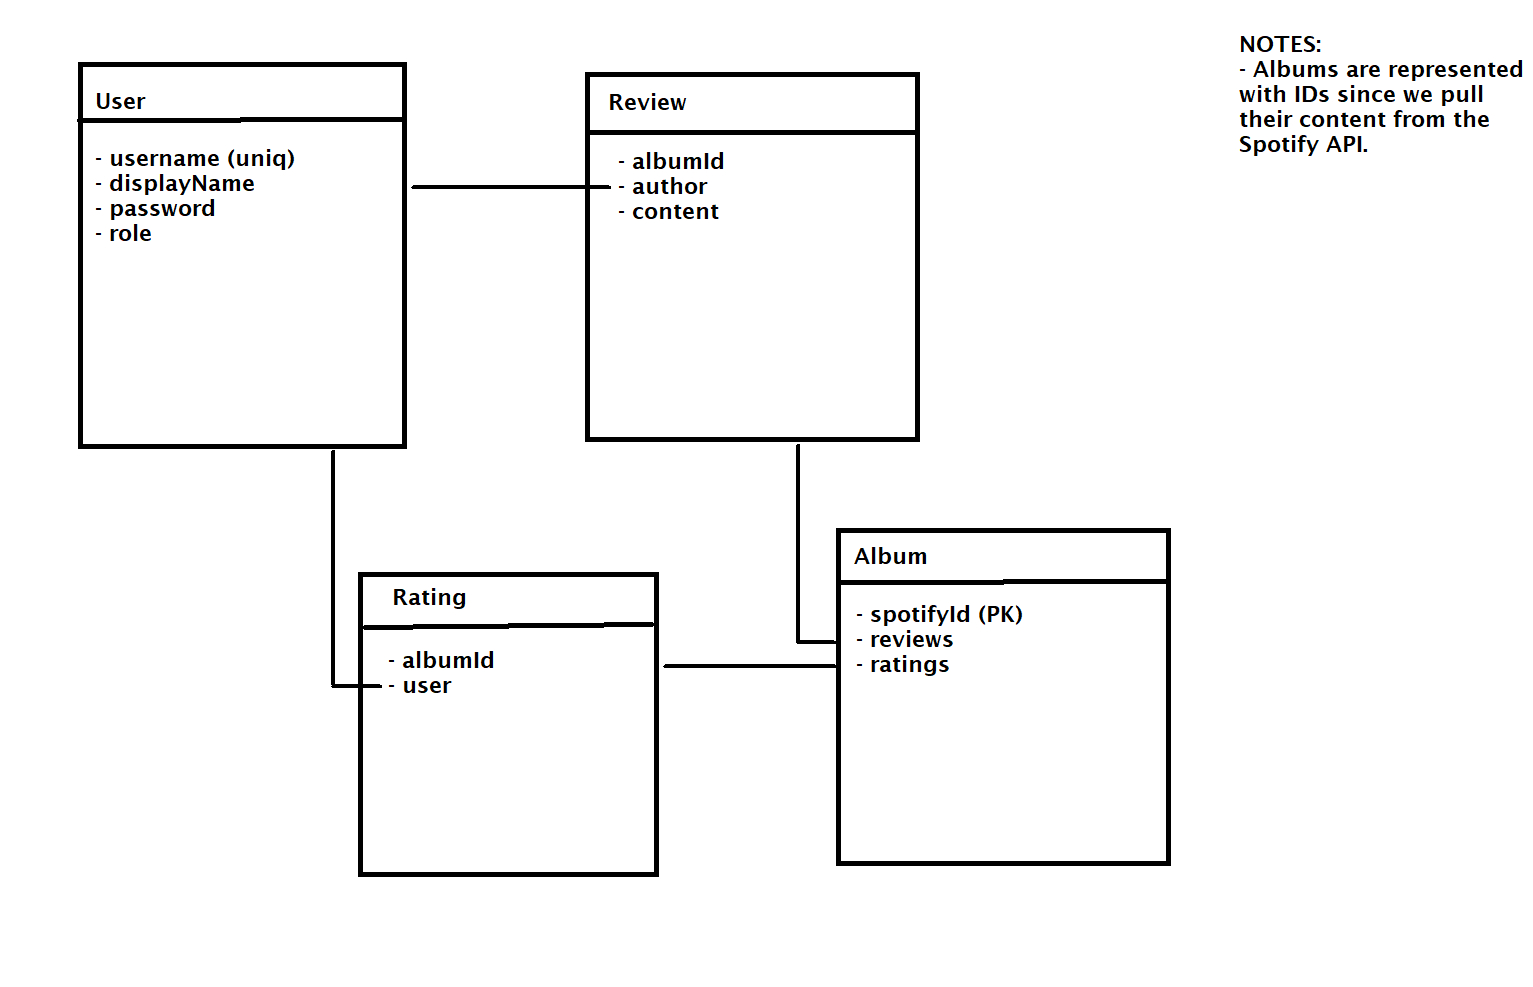 User
- username (uniq)
- displayName
- password
- role
Review
- albumId
- author
- content
NOTES:
- Albums are represented
with IDs since we pull
their content from the
Spotify API.
Rating
- albumId
- user
Album
- spotifyId (PK)
- reviews
- ratings